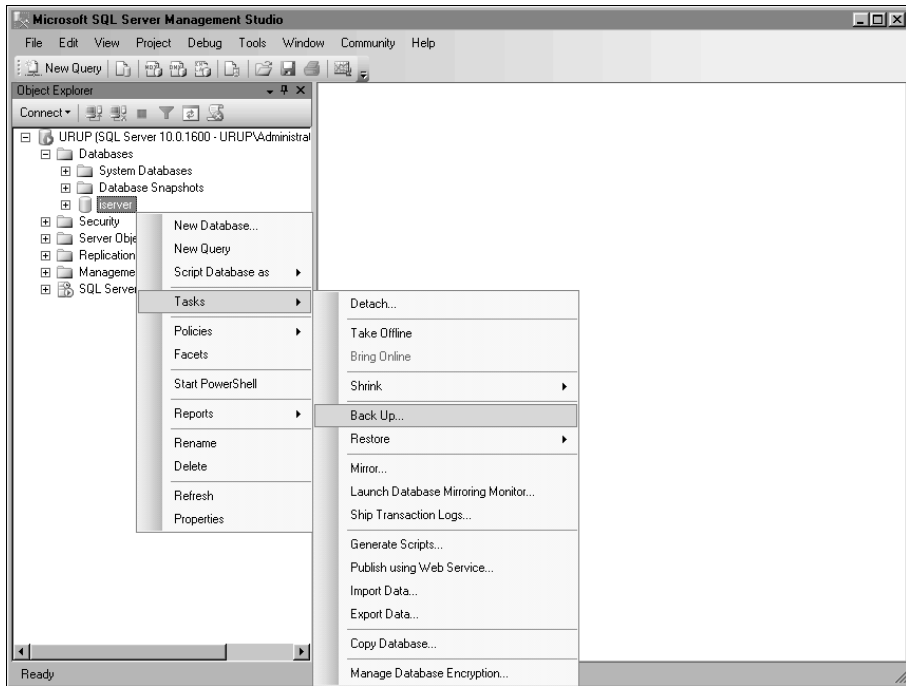 Microsoft SQL Server Management Studio
File Edit View Project Debug Tools Window Community Help
New Query
Object Explorer
Connect
URUP (SQL Server 10.0.1600 - URUP\Administrat
Databases
System Databases
Database Snapshots
iserver
Security
Server Obje
Replication
Manageme
SQL Server
New Database...
New Query
Script Database as
Tasks
Policies
Facets
Start PowerShell
Reports
Rename
Delete
Refresh
Properties
Detach...
Take Offline
Bring Online
Shrink
Back Up...
Restore
Mirror...
Launch Database Mirroring Monitor...
Ship Transaction Logs...
Generate Scripts...
Publish using Web Service...
Import Data...
Export Data...
Copy Database...
Manage Database Encryption...
Ready